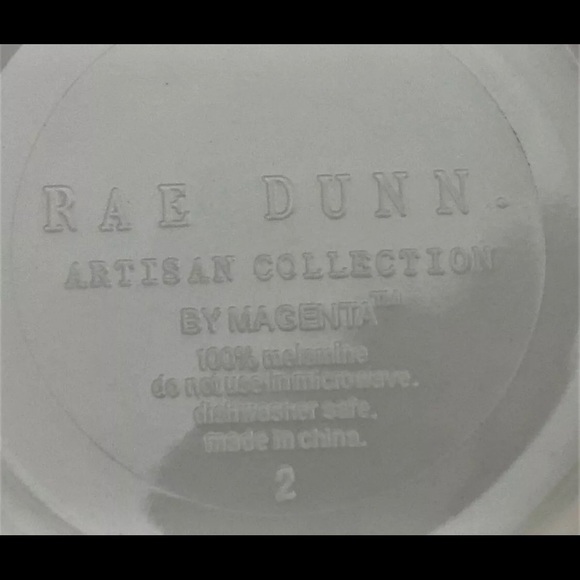 RAE DUNN.
ARTISAN COLLECTION
BY MAGENTA™
100% melamine
do not use in microwave.
dishwasher safe.
made in china.
2